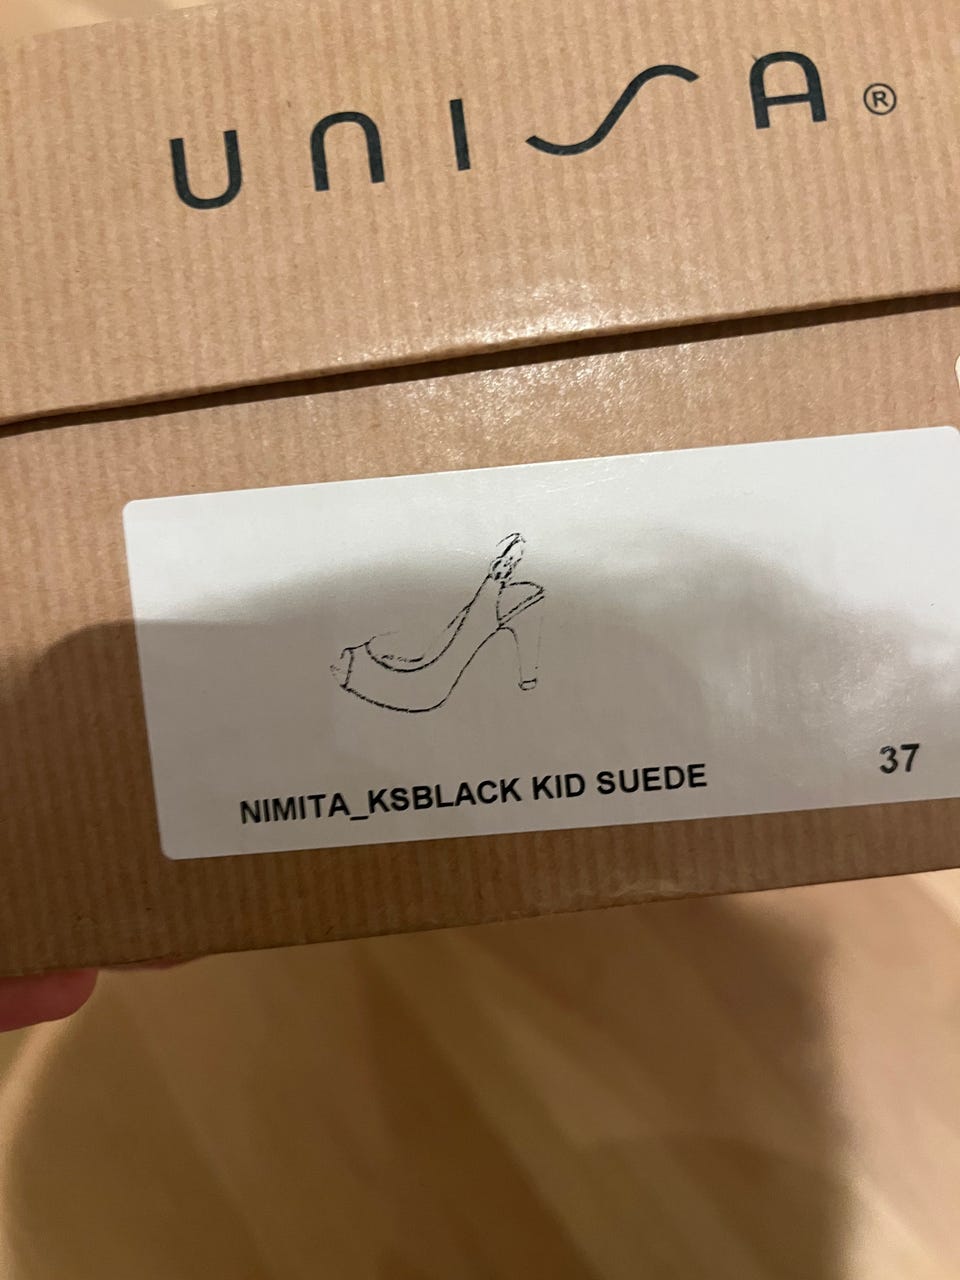 UNISA®
NIMITA_KSBLACK KID SUEDE 37